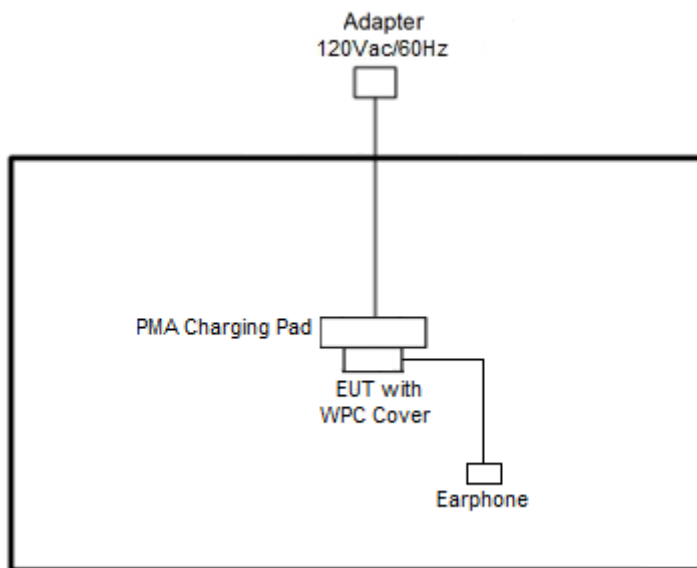 Adapter
120Vac/60Hz
PMA Charging Pad
EUT with
WPC Cover
Earphone